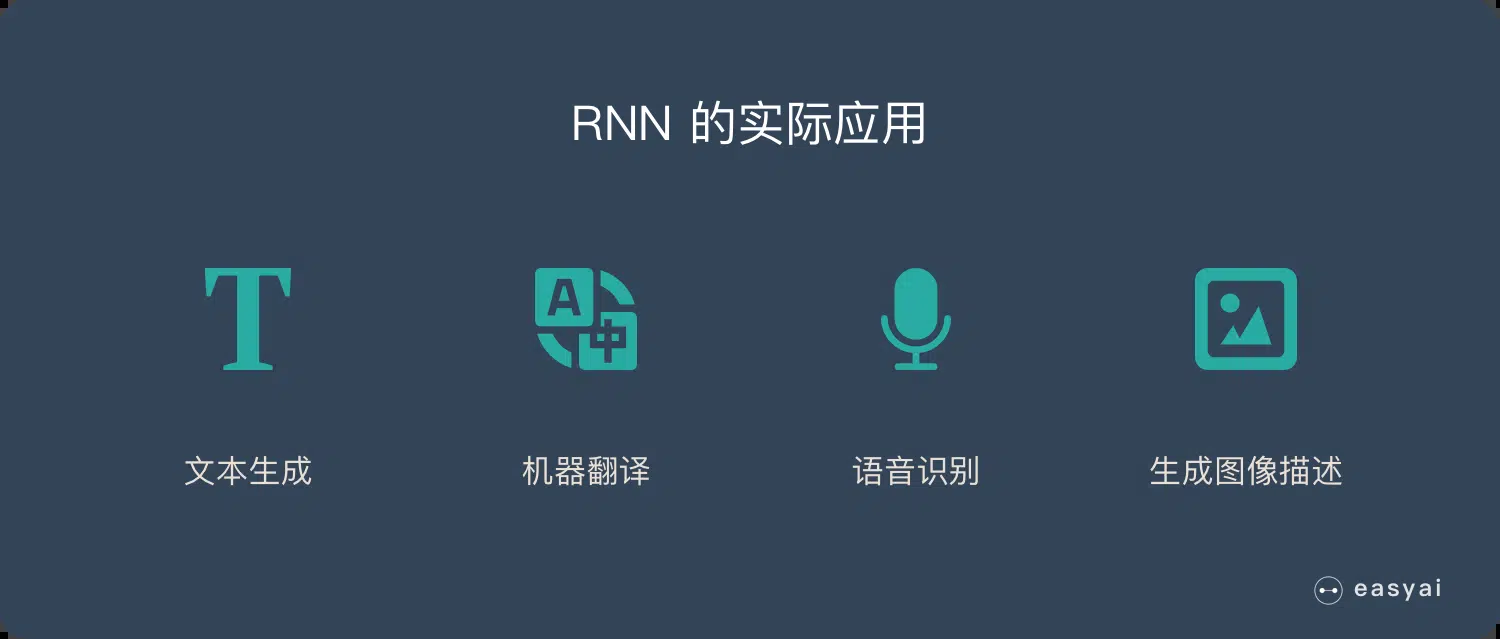 RNN 的实际应用
T
A
中
文本生成
机器翻译
语音识别
生成图像描述
easyai